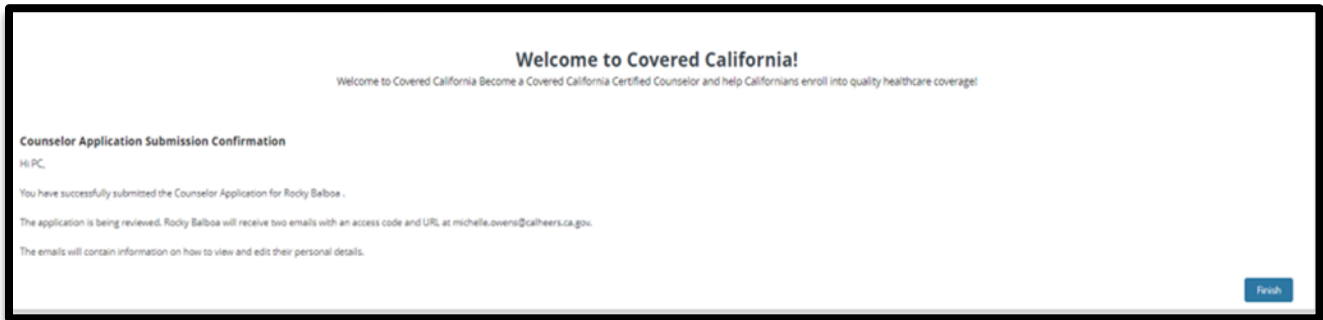 Welcome to Covered California!
Welcome to Covered California Become a Covered California Certified Counselor and help Californians enroll into quality healthcare coverage!
Counselor Application Submission Confirmation
Hi PC,
You have successfully submitted the Counselor Application for Rocky Balboa .
The application is being reviewed. Rocky Balboa will receive two emails with an access code and URL at michelle.owens@calheers.ca.gov.
The emails will contain information on how to view and edit their personal details.
Finish